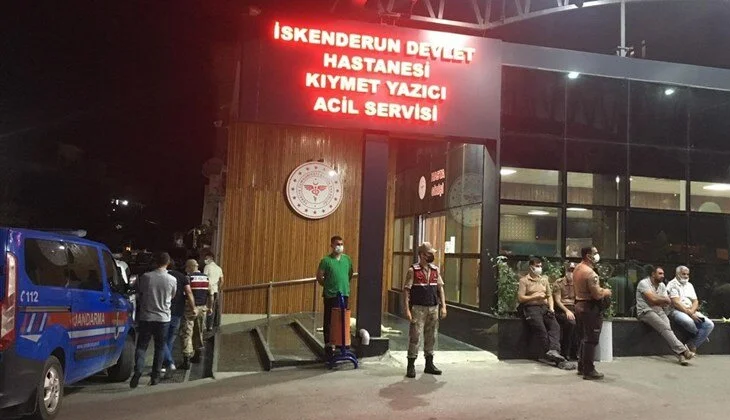 İSKENDERUN DEVLET
HASTANESİ
KIYMET YAZICI
ACİL SERVİSİ
112
JANDARMA